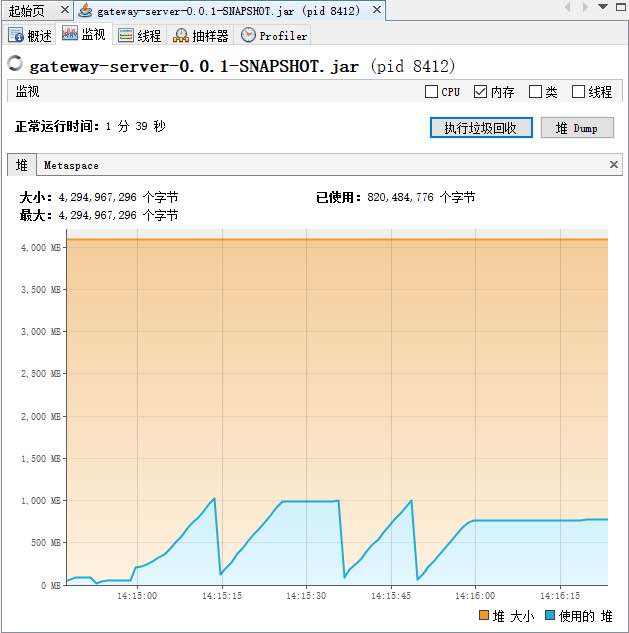 起始页 gateway-server-0.0.1-SNAPSHOT.jar (pid 8412)
概述 监视 线程 抽样器 Profiler
gateway-server-0.0.1-SNAPSHOT.jar (pid 8412)
监视 CPU 内存 类 线程
正常运行时间: 1 分 39 秒 执行垃圾回收 堆 Dump
堆 Metaspace
大小: 4,294,967,296 个字节 已使用: 820,484,776 个字节
最大: 4,294,967,296 个字节
4,000 MB
3,500 MB
3,000 MB
2,500 MB
2,000 MB
1,500 MB
1,000 MB
500 MB
0 MB
14:15:00 14:15:15 14:15:30 14:15:45 14:16:00 14:16:15
堆 大小 使用的 堆